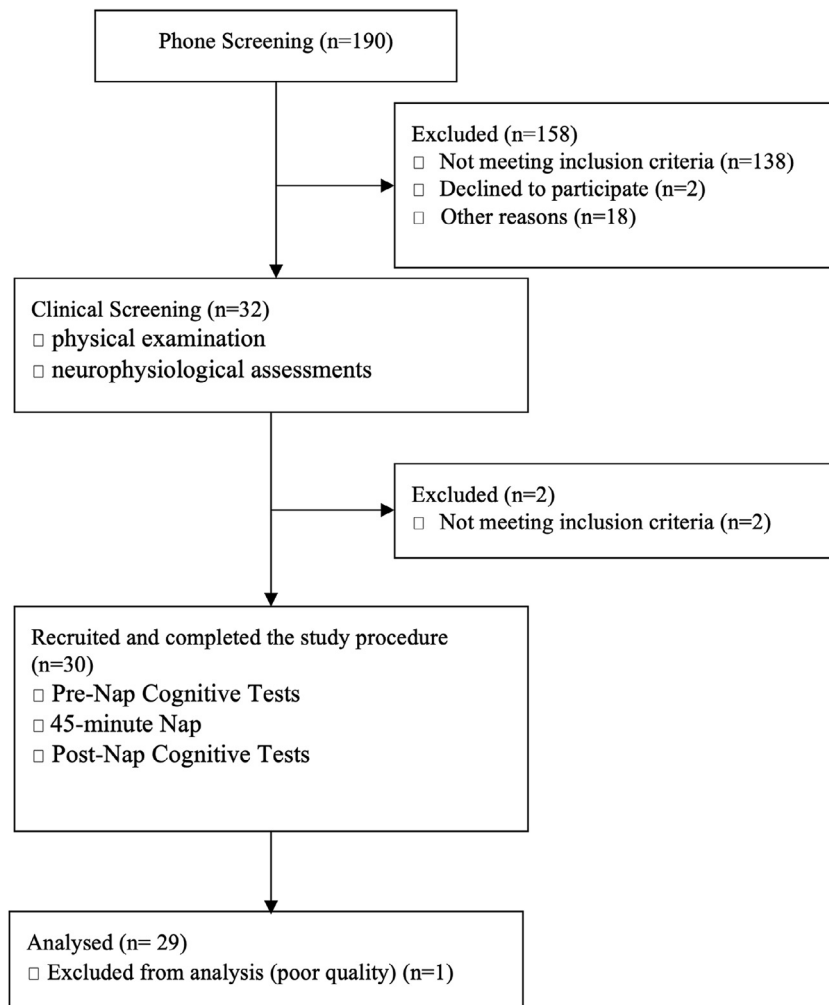 Phone Screening (n=190)
Excluded (n=158)
□ Not meeting inclusion criteria (n=138)
□ Declined to participate (n=2)
□ Other reasons (n=18)
Clinical Screening (n=32)
□ physical examination
□ neurophysiological assessments
Excluded (n=2)
□ Not meeting inclusion criteria (n=2)
Recruited and completed the study procedure
(n=30)
□ Pre-Nap Cognitive Tests
□ 45-minute Nap
□ Post-Nap Cognitive Tests
Analysed (n= 29)
□ Excluded from analysis (poor quality) (n=1)